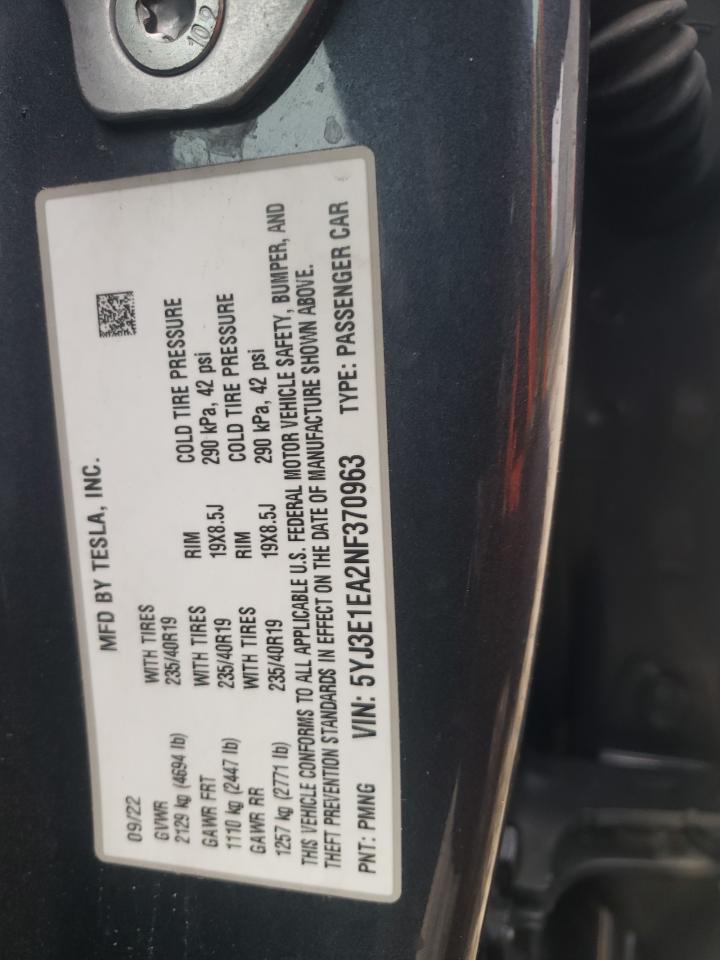 10.9
MFD BY TESLA, INC.
09/22
GVWR WITH TIRES RIM COLD TIRE PRESSURE
2129 kg (4694 lb) 235/40R19 19X8.5J 290 kPa, 42 psi
GAWR FRT WITH TIRES RIM COLD TIRE PRESSURE
1110 kg (2447 lb) 235/40R19 19X8.5J 290 kPa, 42 psi
GAWR RR WITH TIRES
1257 kg (2771 lb) 235/40R19
THIS VEHICLE CONFORMS TO ALL APPLICABLE U.S. FEDERAL MOTOR VEHICLE SAFETY, BUMPER, AND
THEFT PREVENTION STANDARDS IN EFFECT ON THE DATE OF MANUFACTURE SHOWN ABOVE.
PNT: PMNG VIN: 5YJ3E1EA2NF370963 TYPE: PASSENGER CAR